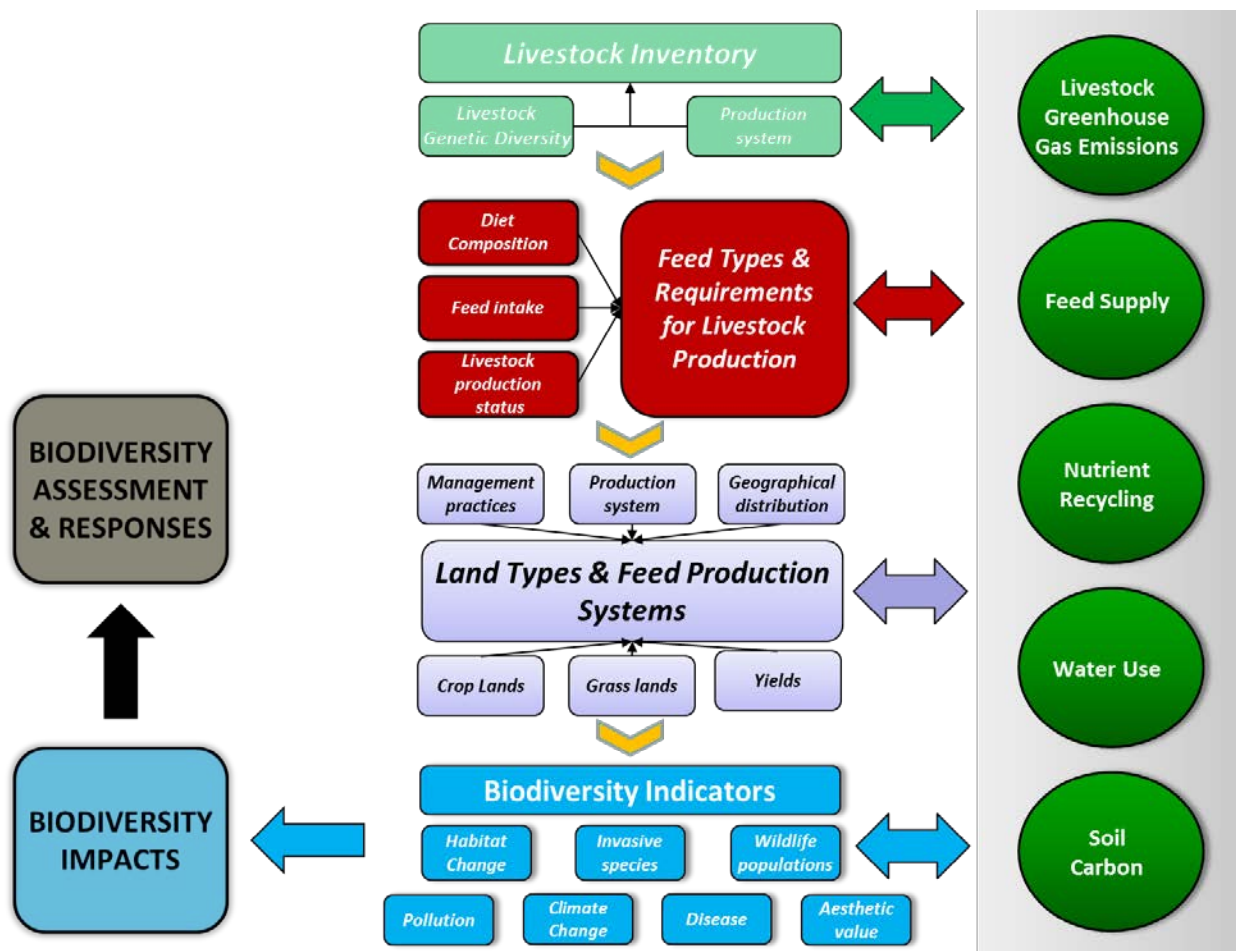 Livestock Inventory
Livestock
Genetic Diversity
Production
system
Diet
Composition
Feed intake
Livestock
production
status
Feed Types &
Requirements
for Livestock
Production
Management
practices
Production
system
Geographical
distribution
Land Types & Feed Production
Systems
Crop Lands
Grass lands
Yields
Biodiversity Indicators
Habitat
Change
Invasive
species
Wildlife
populations
Pollution
Climate
Change
Disease
Aesthetic
value
BIODIVERSITY
IMPACTS
BIODIVERSITY
ASSESSMENT
& RESPONSES
Livestock
Greenhouse
Gas Emissions
Feed Supply
Nutrient
Recycling
Water Use
Soil
Carbon